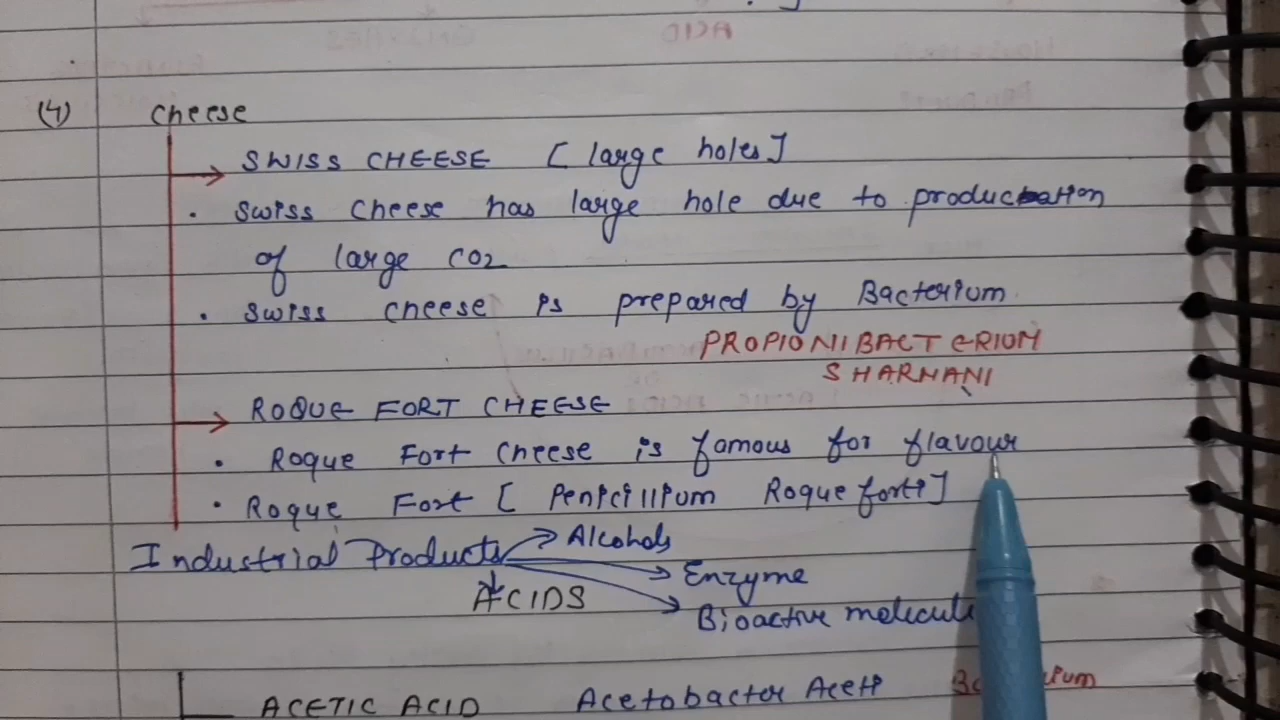 (4) Cheese
SWISS CHEESE [large holes]
. Swiss Cheese has large hole due to production
of large CO2
. Swiss cheese is prepared by Bacterium
PROPIONIBACTERIUM
SHARMANI
ROQUE FORT CHEESE
. Roque Fort Cheese is famous for flavour
. Roque Fort [Penicillium Roque forti]
Industrial Products Alcohols
Enzyme
ACIDS
Bioactive
ACETIC ACID Acetobacter Aceti